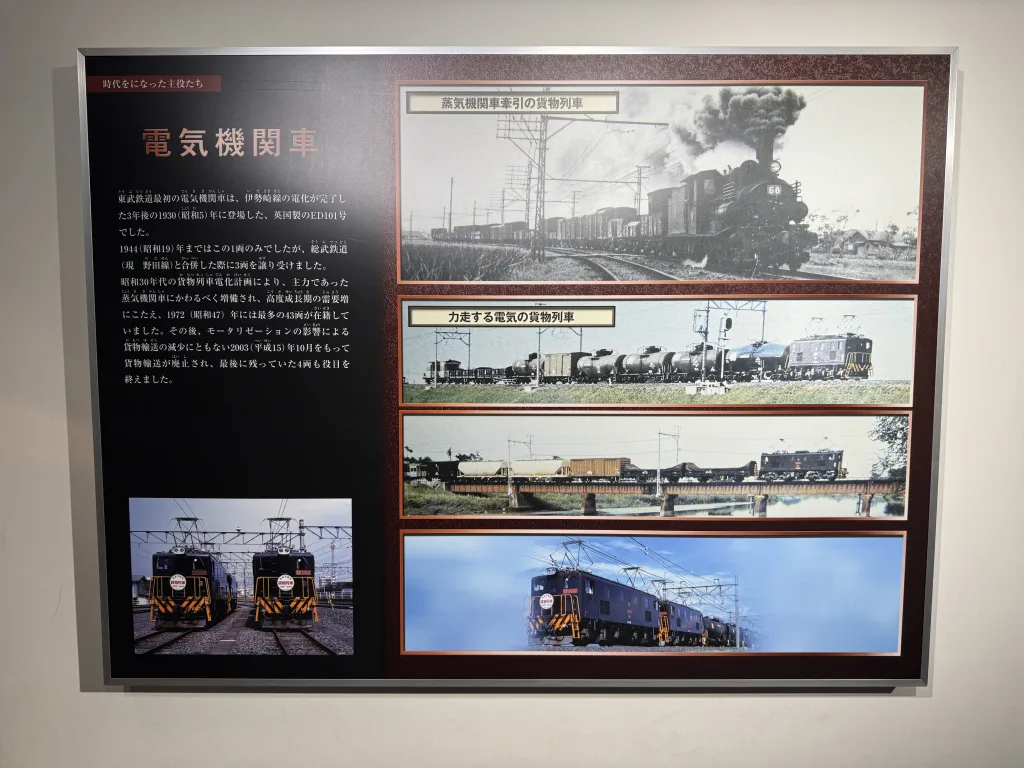 時代をになった主役たち
電気機関車
東武鉄道最初の電気機関車は、伊勢崎線の電化が完了し
た3年後の1930(昭和5)年に登場した、英国製のED101号
でした。
1944(昭和19)年まではこの1両のみでしたが、総武鉄道
(現 野田線)と合併した際に3両を譲り受けました。
昭和30年代の貨物列車電化計画により、主力であった
蒸気機関車にかわるべく増備され、高度成長期の需要増
にこたえ、1972(昭和47)年には最多の43両が在籍して
いました。その後、モータリゼーションの影響による
貨物輸送の減少にともない2003(平成15)年10月をもって
貨物輸送が廃止され、最後に残っていた4両も役目を
終えました。
蒸気機関車牽引の貨物列車
68
力走する電気の貨物列車
貨物列車
貨物列車